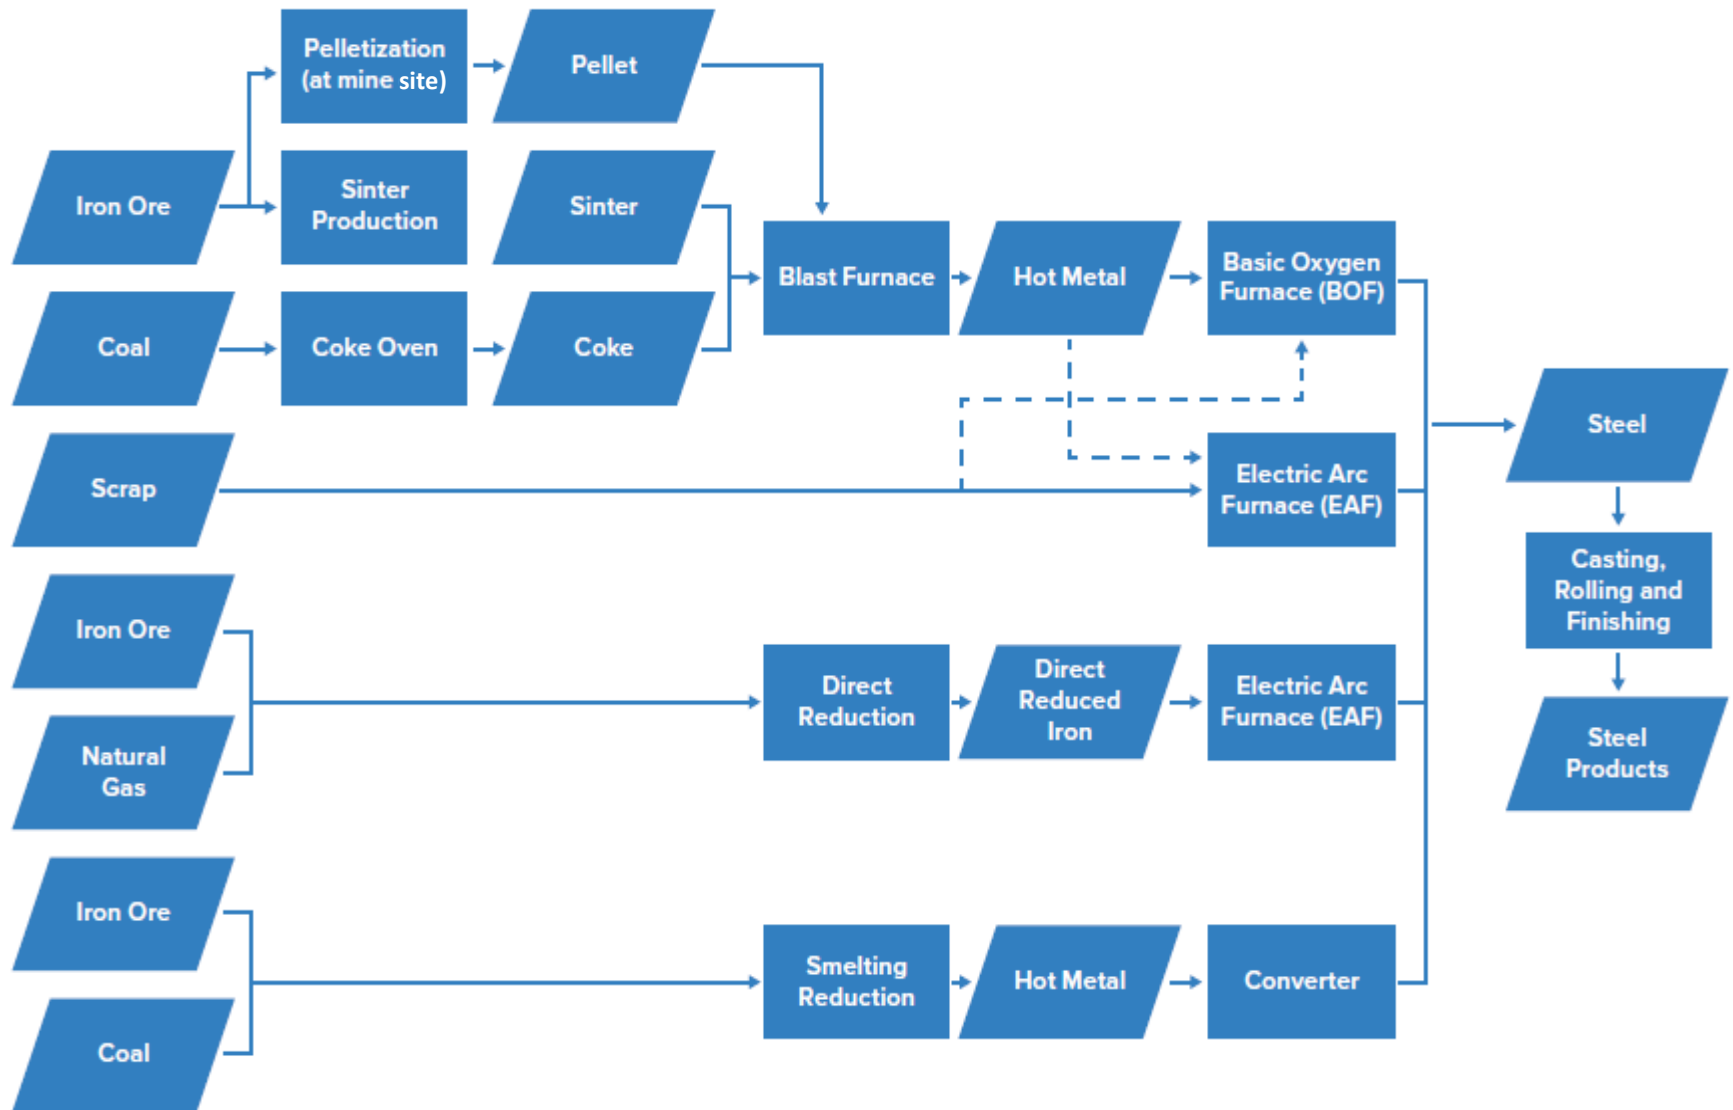 Pelletization
(at mine site)
Pellet
Iron Ore
Sinter
Production
Sinter
Blast Furnace
Hot Metal
Basic Oxygen
Furnace (BOF)
Coal
Coke Oven
Coke
Steel
Scrap
Electric Arc
Furnace (EAF)
Casting,
Rolling and
Finishing
Iron Ore
Natural
Gas
Direct
Reduction
Direct
Reduced
Iron
Electric Arc
Furnace (EAF)
Steel
Products
Iron Ore
Coal
Smelting
Reduction
Hot Metal
Converter